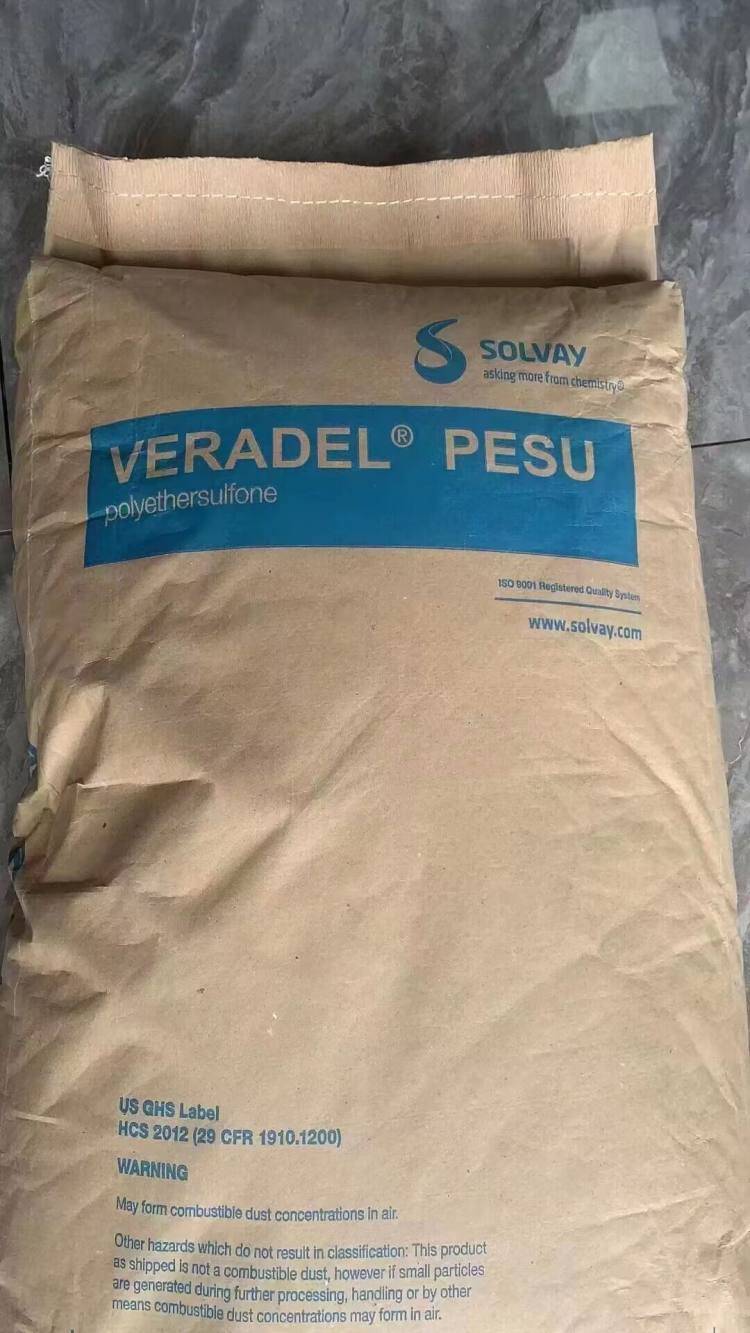 SOLVAY
asking more from chemistry®
VERADEL® PESU
polyethersulfone
ISO 9001 Registered Quality System
www.solvay.com
US GHS Label
HCS 2012 (29 CFR 1910.1200)
WARNING
May form combustible dust concentrations in air.
Other hazards which do not result in classification: This product
as shipped is not a combustible dust, however if small particles
are generated during further processing, handling or by other
means combustible dust concentrations may form in air.